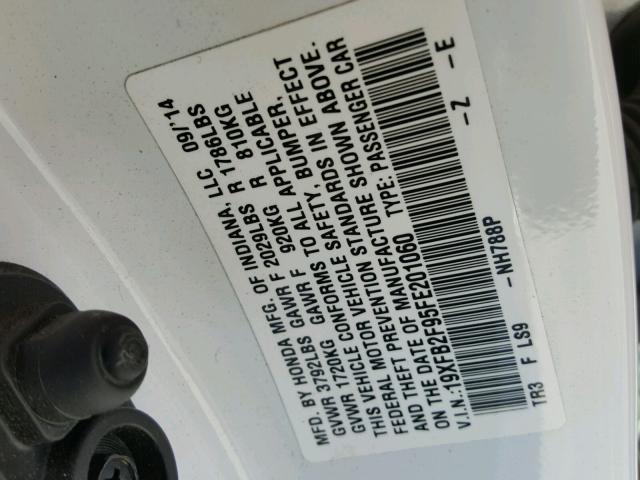 MFD. BY HONDA MFG. OF INDIANA, LLC 09/14
GVWR 3792LBS GAWR F 2029LBS R 1786LBS
GVWR 1720KG GAWR F 920KG R 810KG
THIS VEHICLE CONFORMS TO ALL APPLICABLE
FEDERAL MOTOR VEHICLE SAFETY, BUMPER,
AND THEFT PREVENTION STANDARDS IN EFFECT
ON THE DATE OF MANUFACTURE SHOWN ABOVE.
V.I.N.:19XFB2F95FE201060 TYPE: PASSENGER CAR
- Z - E
- NH788P
TR3 F LS9